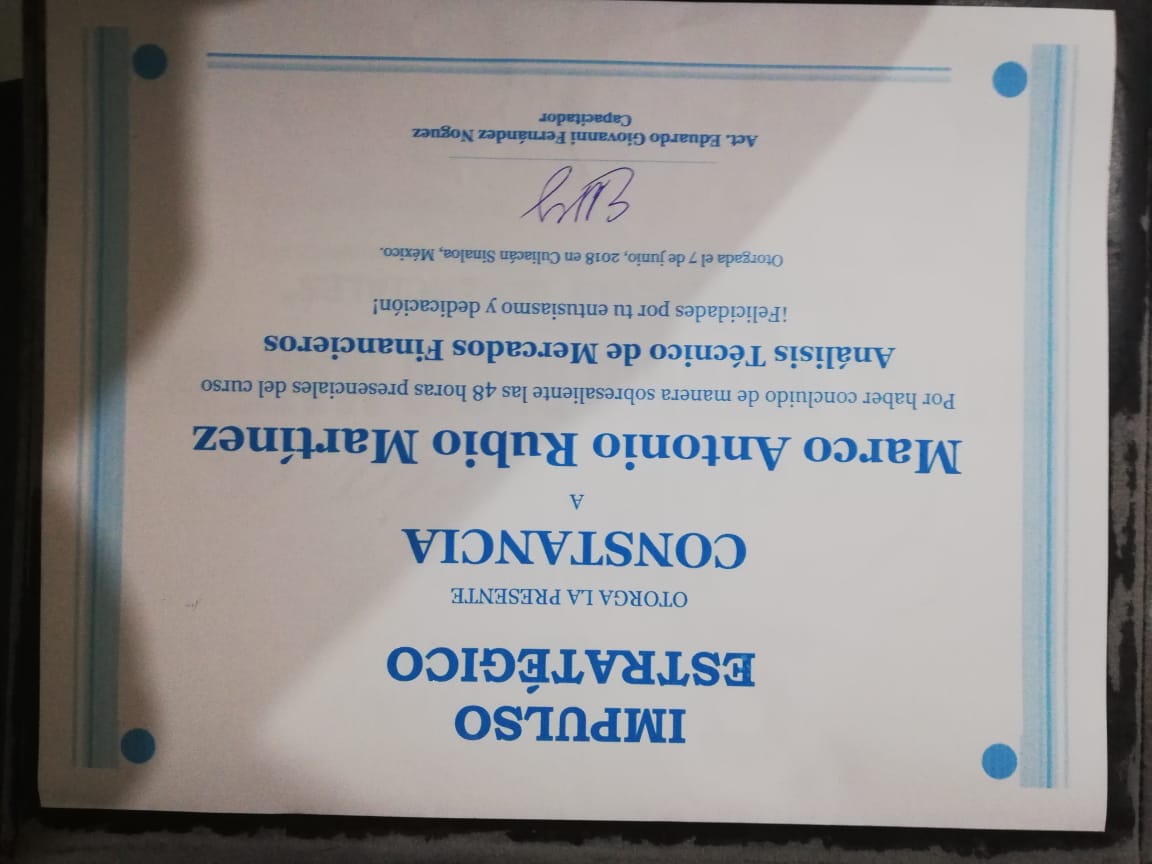 IMPULSO
ESTRATÉGICO
OTORGA LA PRESENTE
CONSTANCIA
A
Marco Antonio Rubio Martínez
Por haber concluido de manera sobresaliente las 48 horas presenciales del curso
Análisis Técnico de Mercados Financieros
¡Felicidades por tu entusiasmo y dedicación!
Otorgada el 7 de junio, 2018 en Culiacán Sinaloa, México.
Act. Eduardo Giovanni Fernández Noguez
Capacitador